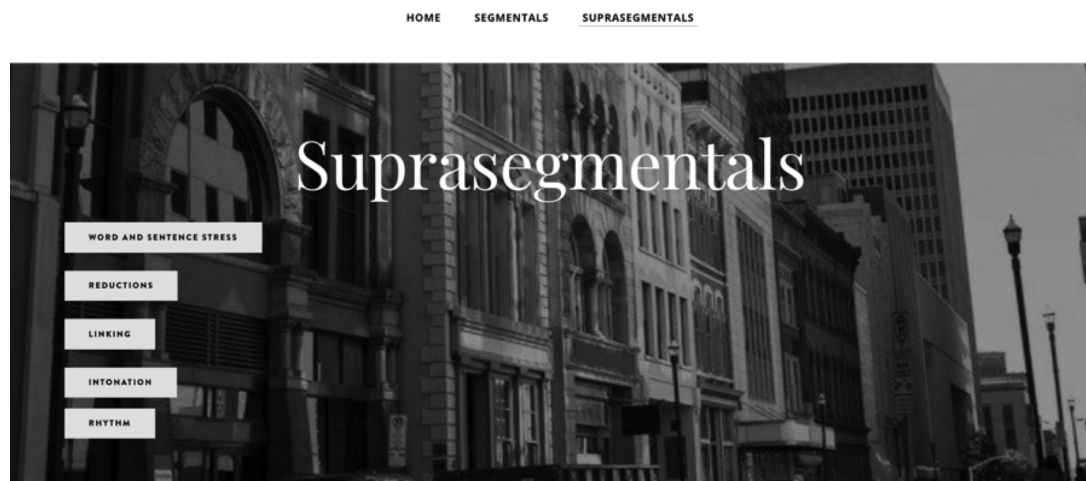 HOME SEGMENTALS SUPRASEGMENTALS
Suprasegmentals
WORD AND SENTENCE STRESS
REDUCTIONS
LINKING
INTONATION
RHYTHM